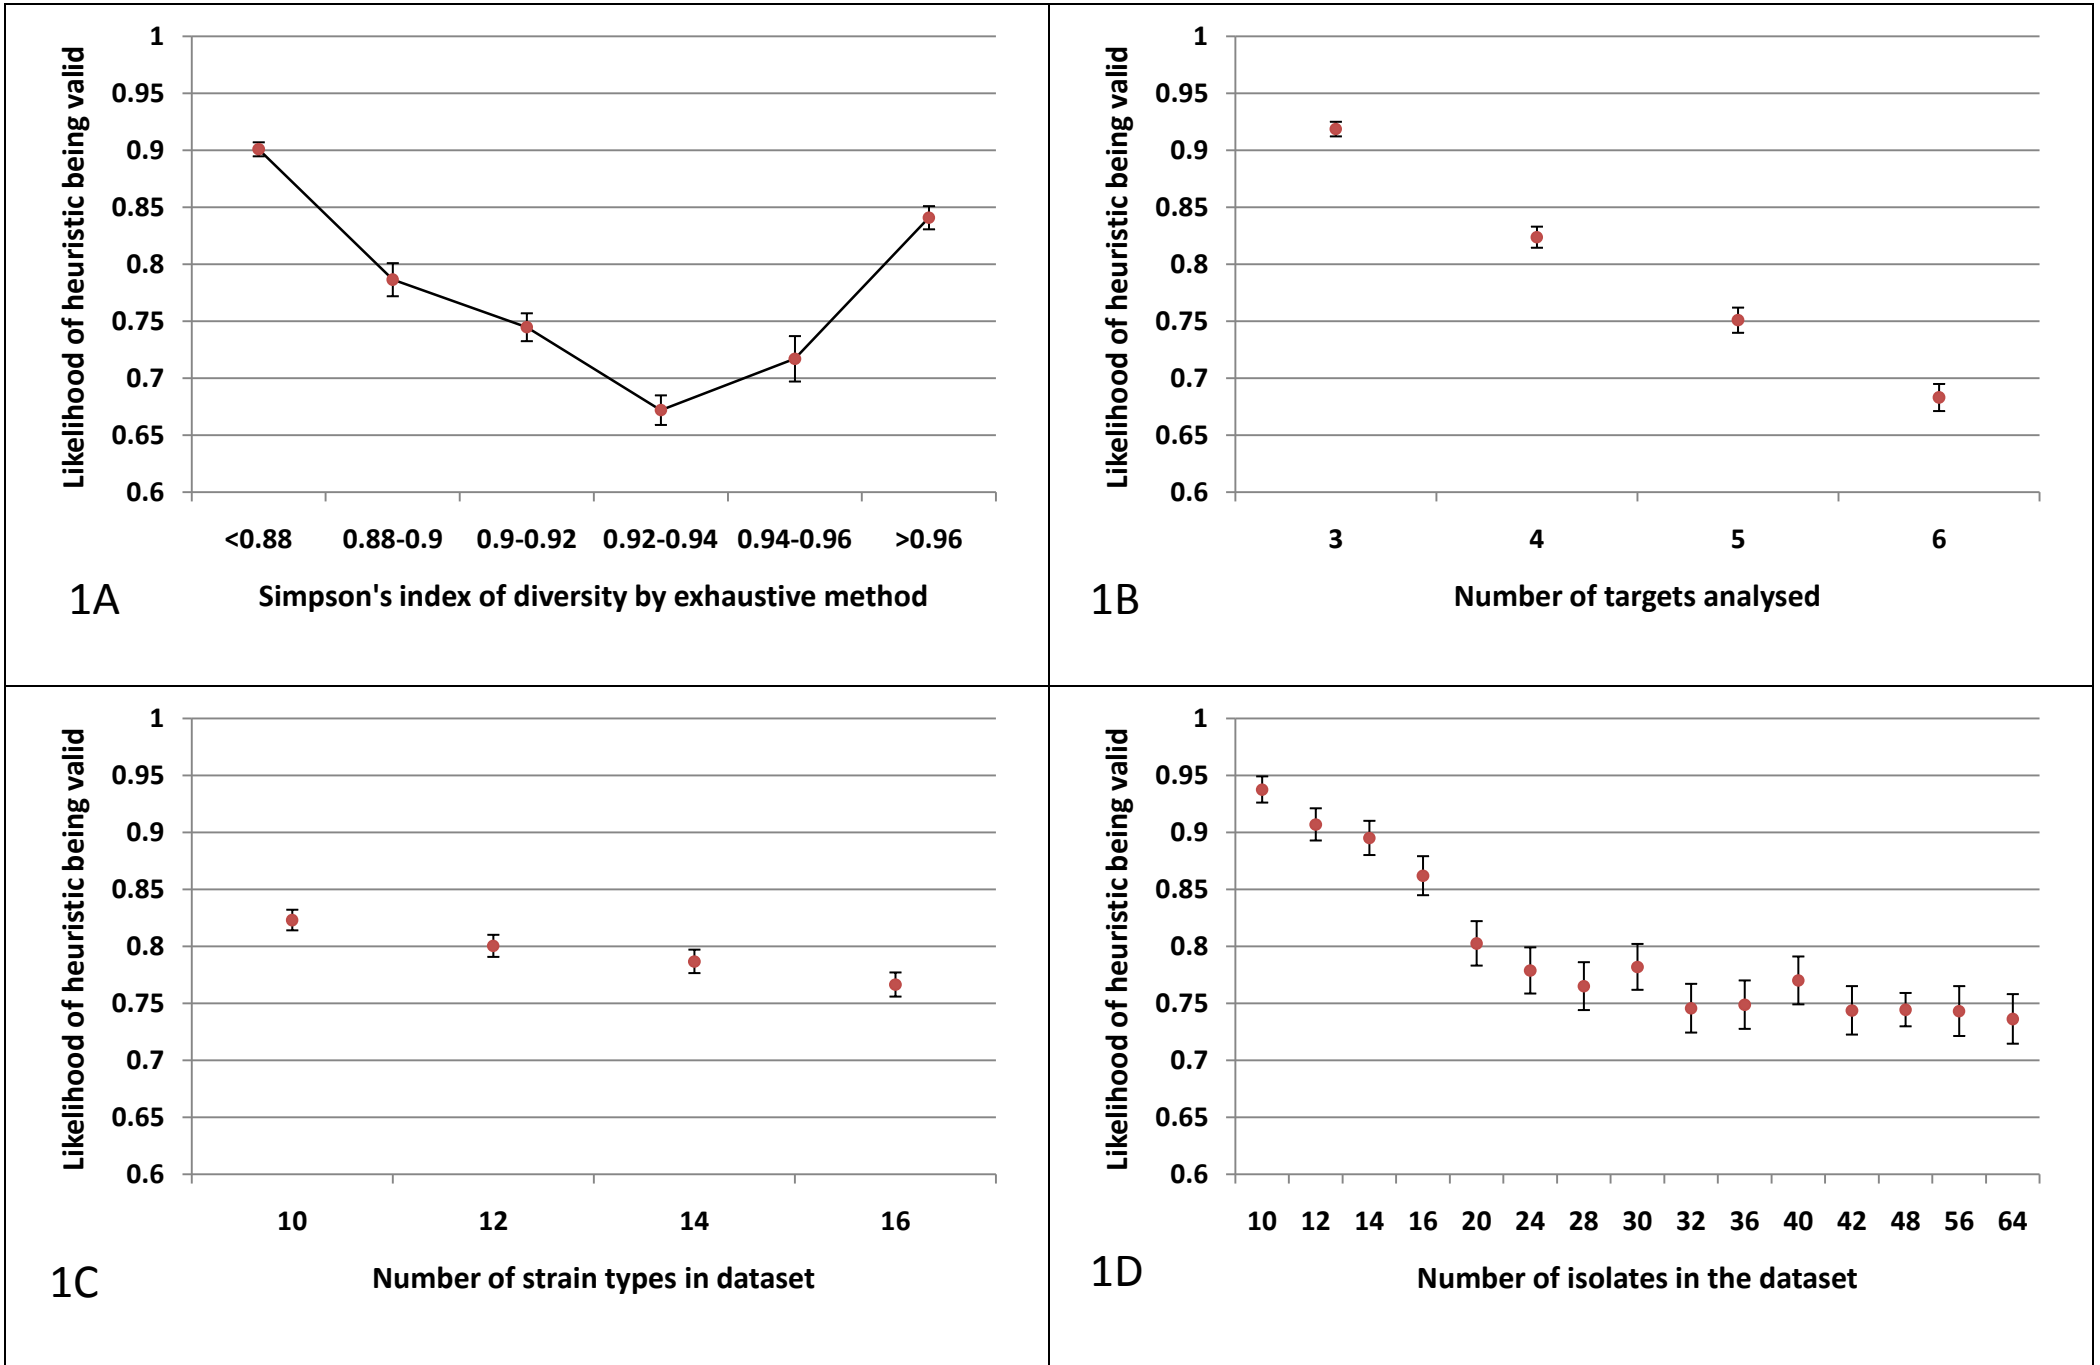 Likelihood of heuristic being valid
1
0.95
0.9
0.85
0.8
0.75
0.7
0.65
0.6
<0.88 0.88-0.9 0.9-0.92 0.92-0.94 0.94-0.96 >0.96
Simpson's index of diversity by exhaustive method
1A
Likelihood of heuristic being valid
1
0.95
0.9
0.85
0.8
0.75
0.7
0.65
0.6
3 4 5 6
Number of targets analysed
1B
Likelihood of heuristic being valid
1
0.95
0.9
0.85
0.8
0.75
0.7
0.65
0.6
10 12 14 16
Number of strain types in dataset
1C
Likelihood of heuristic being valid
1
0.95
0.9
0.85
0.8
0.75
0.7
0.65
0.6
10 12 14 16 20 24 28 30 32 36 40 42 48 56 64
Number of isolates in the dataset
1D